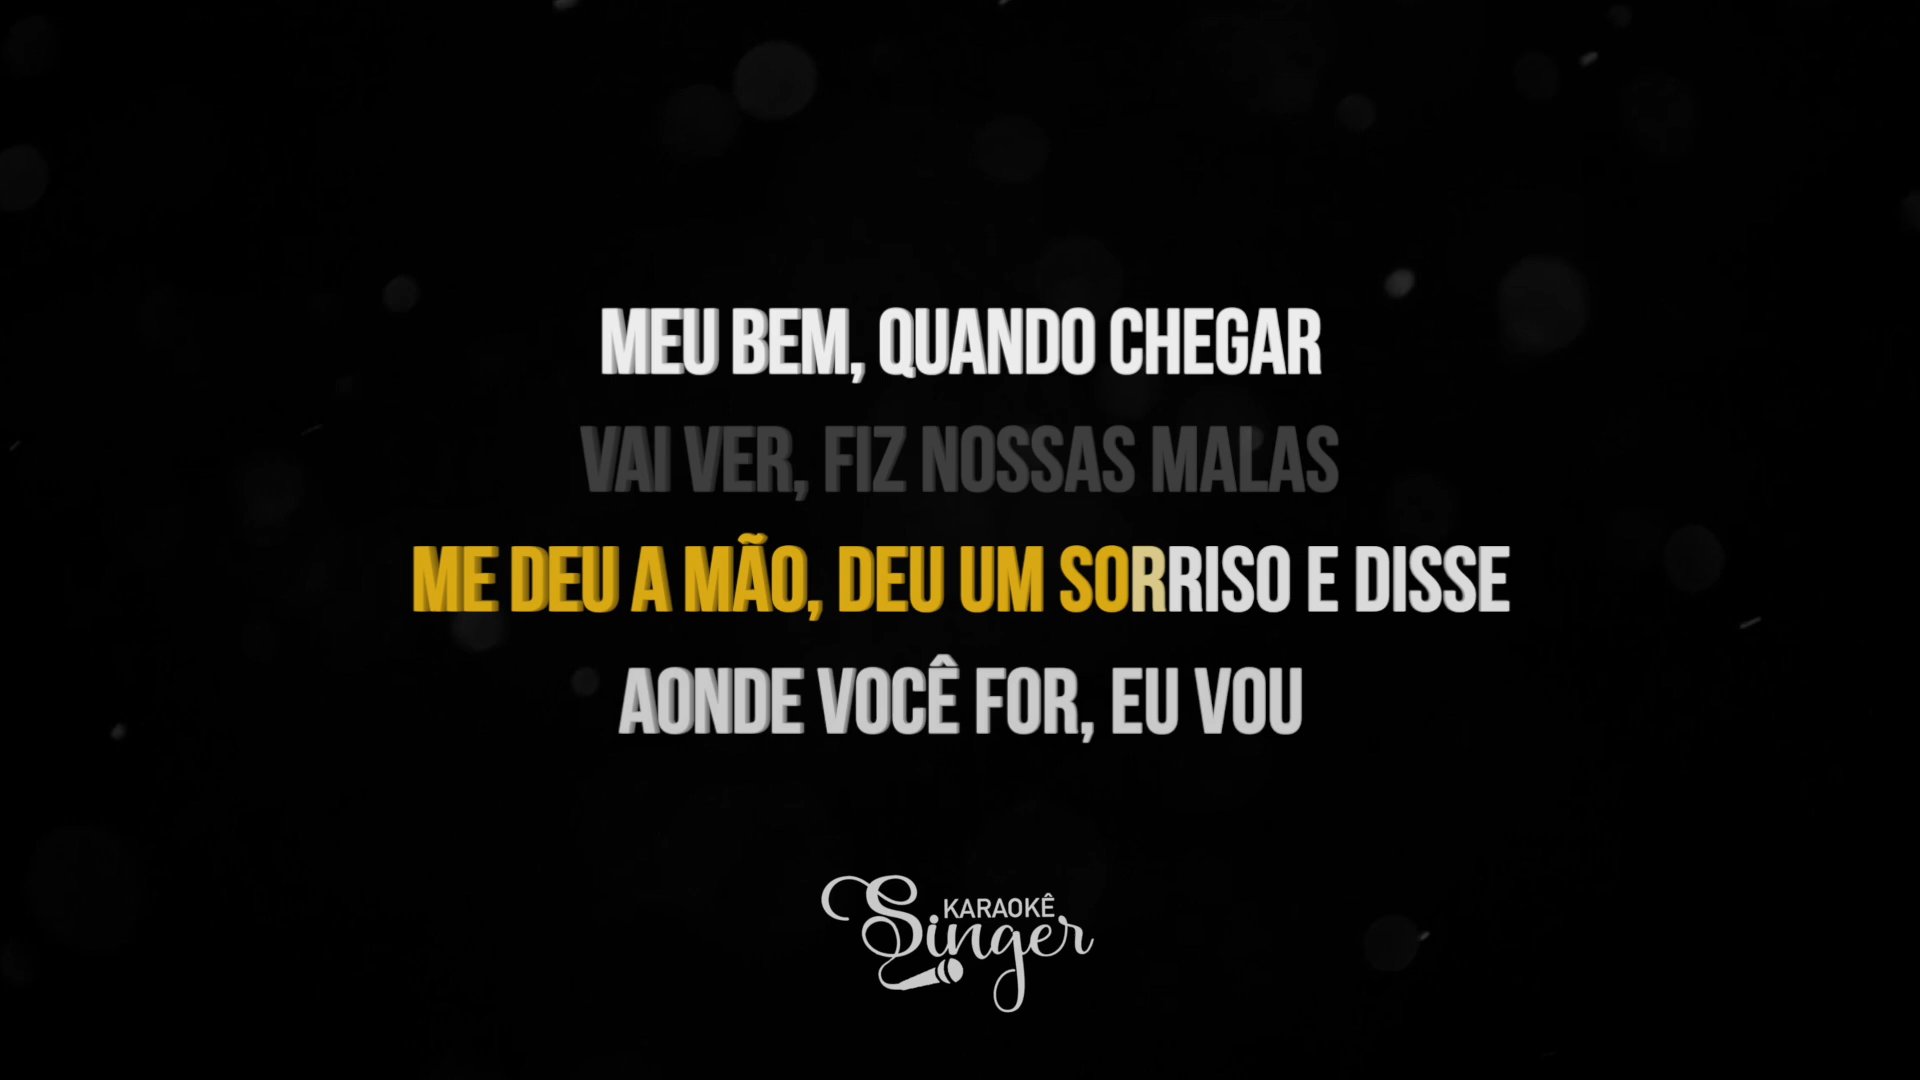 MEU BEM, QUANDO CHEGAR
VAI VER, FIZ NOSSAS MALAS
ME DEU A MÃO, DEU UM SORRISO E DISSE
AONDE VOCÊ FOR, EU VOU
KARAOKÊ
Singer